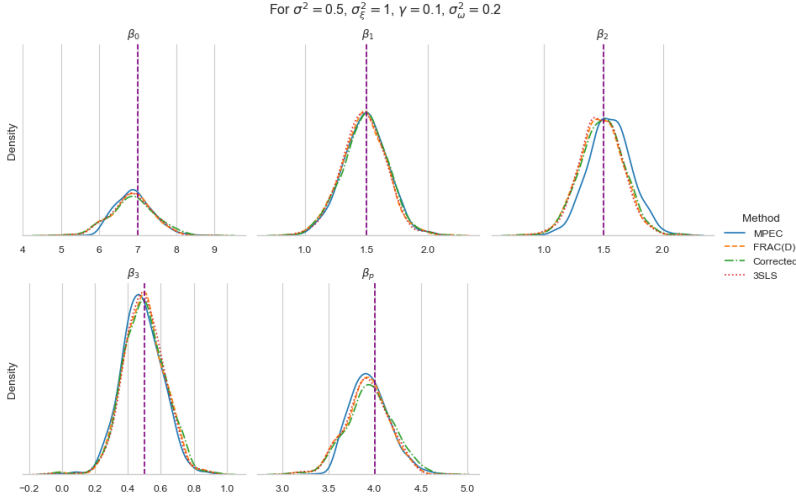 For σ² = 0.5, σ²_ξ = 1, γ = 0.1, σ²_ω = 0.2
β₀
β₁
β₂
Density
4 5 6 7 8 9
1.0 1.5 2.0
1.0 1.5 2.0
Method
MPEC
FRAC(D)
Corrected
3SLS
β₃
βₚ
Density
−0.2 0.0 0.2 0.4 0.6 0.8 1.0
3.0 3.5 4.0 4.5 5.0